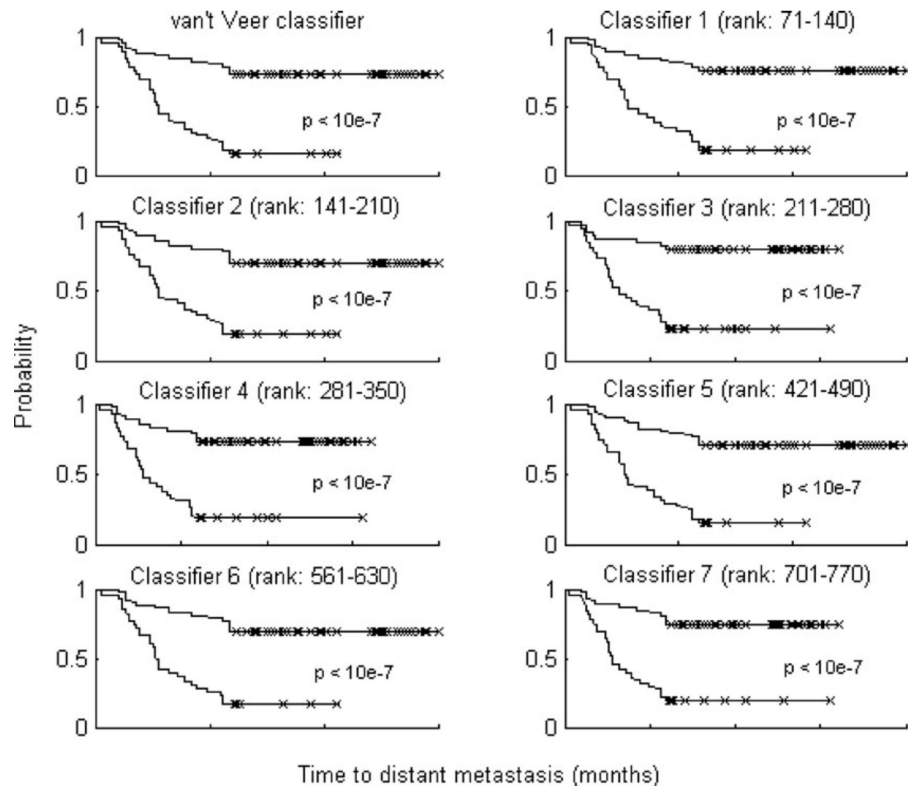 van't Veer classifier
1
0.5
0
p < 10e-7
Classifier 1 (rank: 71-140)
1
0.5
0
p < 10e-7
Classifier 2 (rank: 141-210)
1
0.5
0
p < 10e-7
Classifier 3 (rank: 211-280)
1
0.5
0
p < 10e-7
Classifier 4 (rank: 281-350)
1
0.5
0
p < 10e-7
Classifier 5 (rank: 421-490)
1
0.5
0
p < 10e-7
Classifier 6 (rank: 561-630)
1
0.5
0
p < 10e-7
Classifier 7 (rank: 701-770)
1
0.5
0
p < 10e-7
Probability
Time to distant metastasis (months)